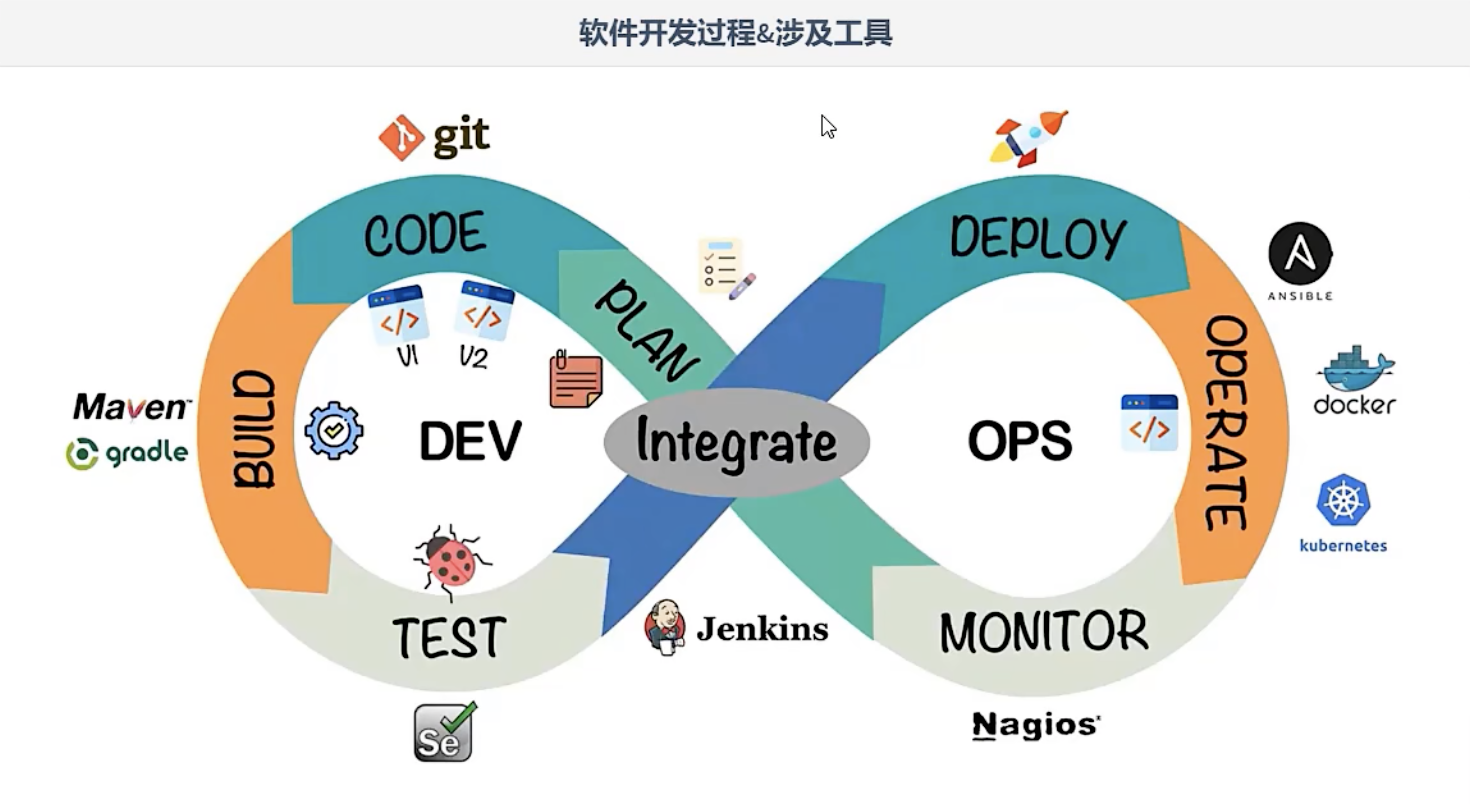 软件开发过程&涉及工具
git
CODE
DEPLOY
PLAN
</>
</>
V1
V2
ANSIBLE
OPERATE
Maven™
gradle
BUILD
DEV
Integrate
OPS
</>
docker
kubernetes
TEST
Jenkins
MONITOR
Se
Nagios®